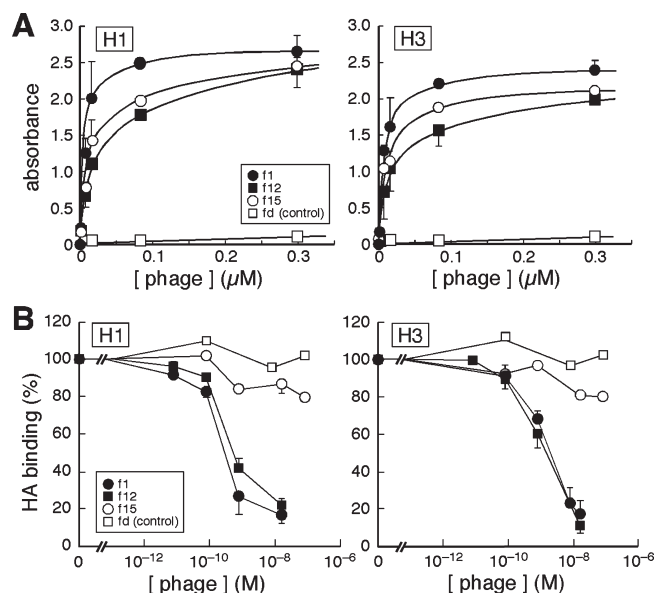 A
H1
H3
absorbance
3.0
2.5
2.0
1.5
1.0
0.5
0
3.0
2.5
2.0
1.5
1.0
0.5
0
f1
f12
f15
fd (control)
0 0.1 0.2 0.3
0 0.1 0.2 0.3
[ phage ] (µM)
[ phage ] (µM)
B
H1
H3
HA binding (%)
120
100
80
60
40
20
0
120
100
80
60
40
20
0
f1
f12
f15
fd (control)
0 10⁻¹² 10⁻¹⁰ 10⁻⁸ 10⁻⁶
0 10⁻¹² 10⁻¹⁰ 10⁻⁸ 10⁻⁶
[ phage ] (M)
[ phage ] (M)